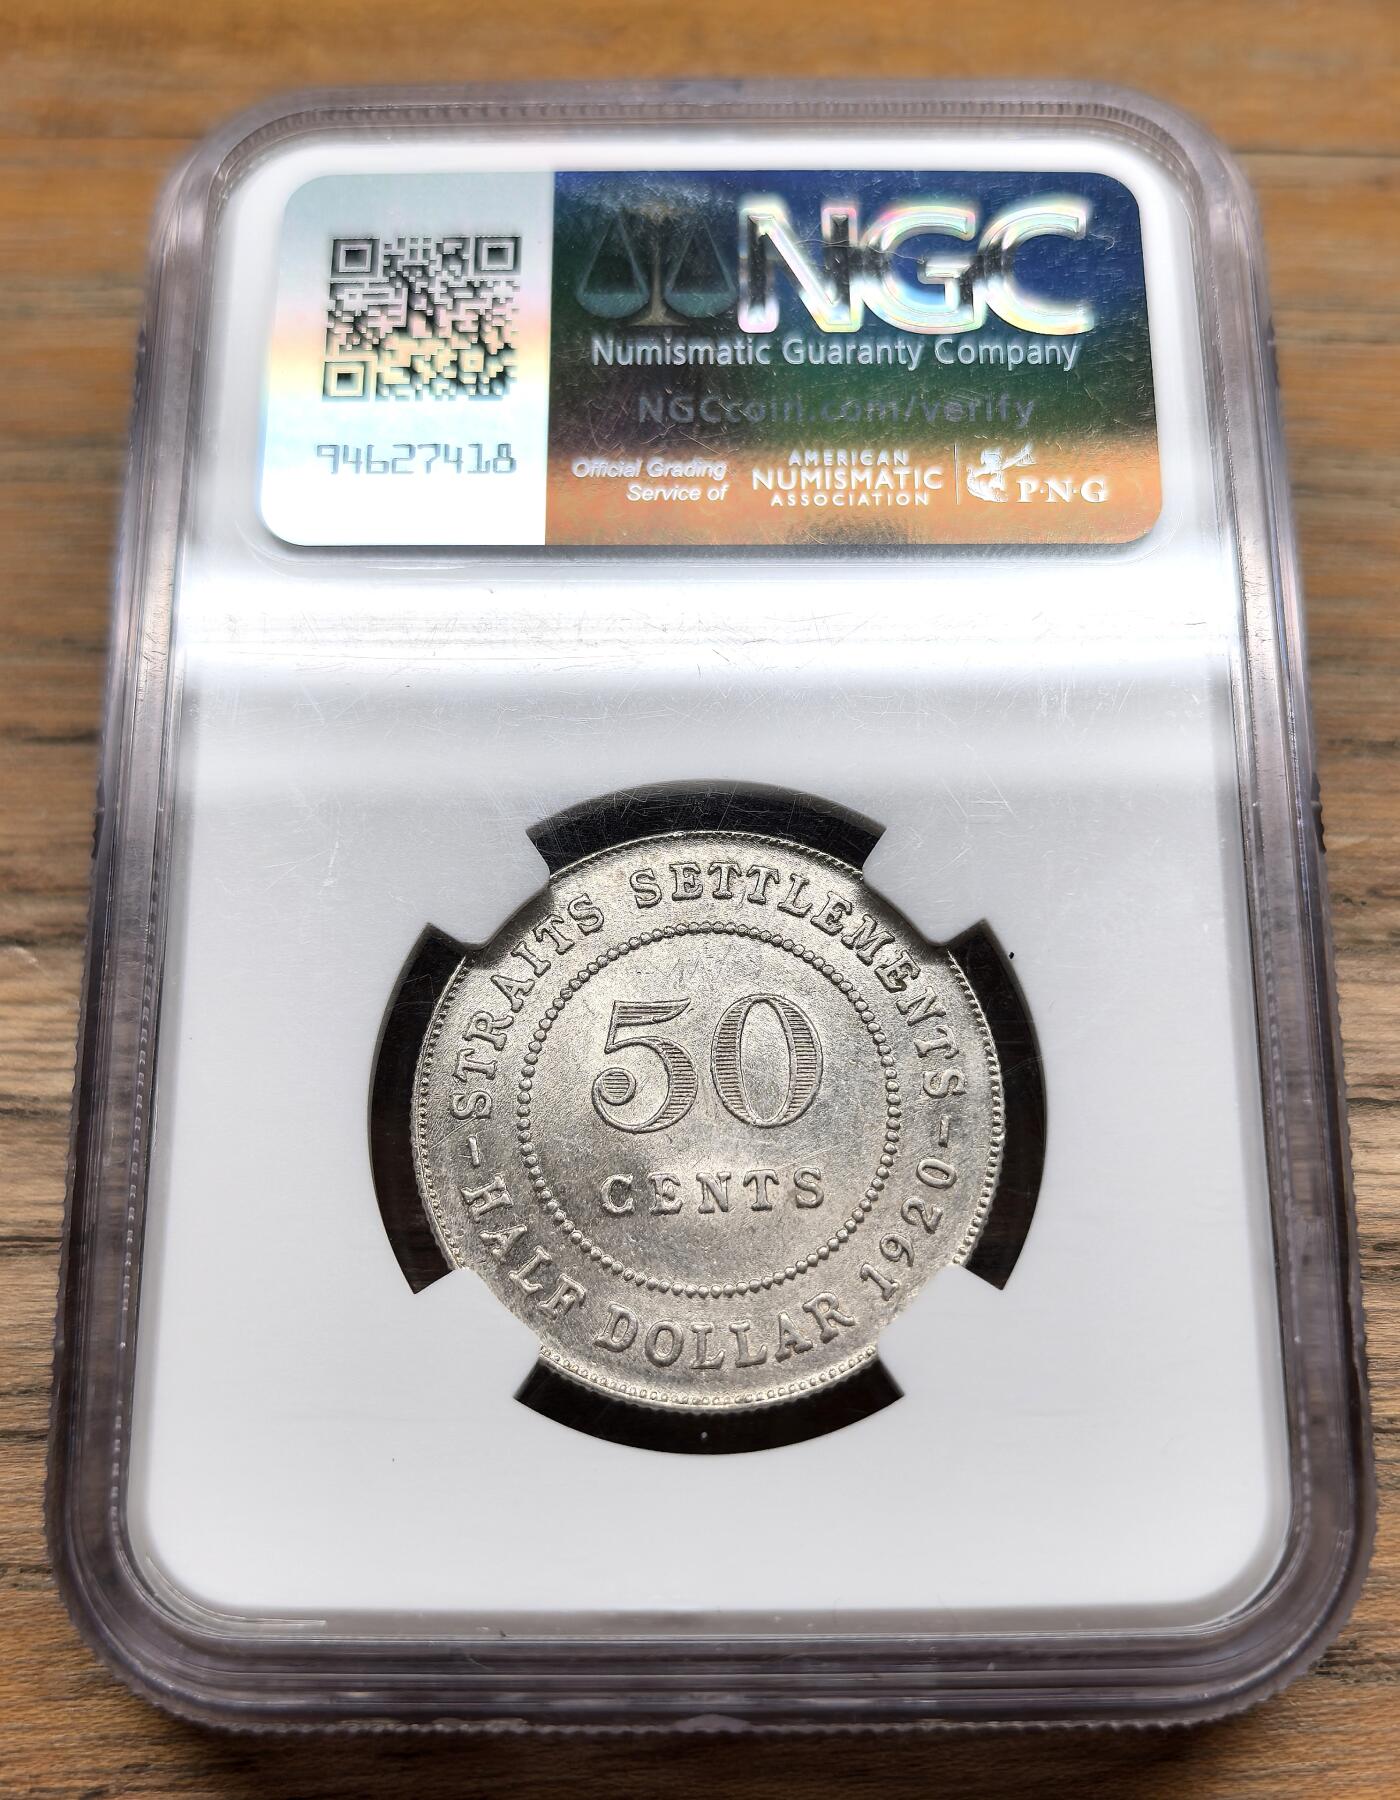 NGC
Numismatic Guaranty Company
NGCcoin.com/verify
94627418
Official Grading
Service of
AMERICAN
NUMISMATIC
ASSOCIATION
P·N·G
STRAITS SETTLEMENTS
50
CENTS
HALF DOLLAR 1920